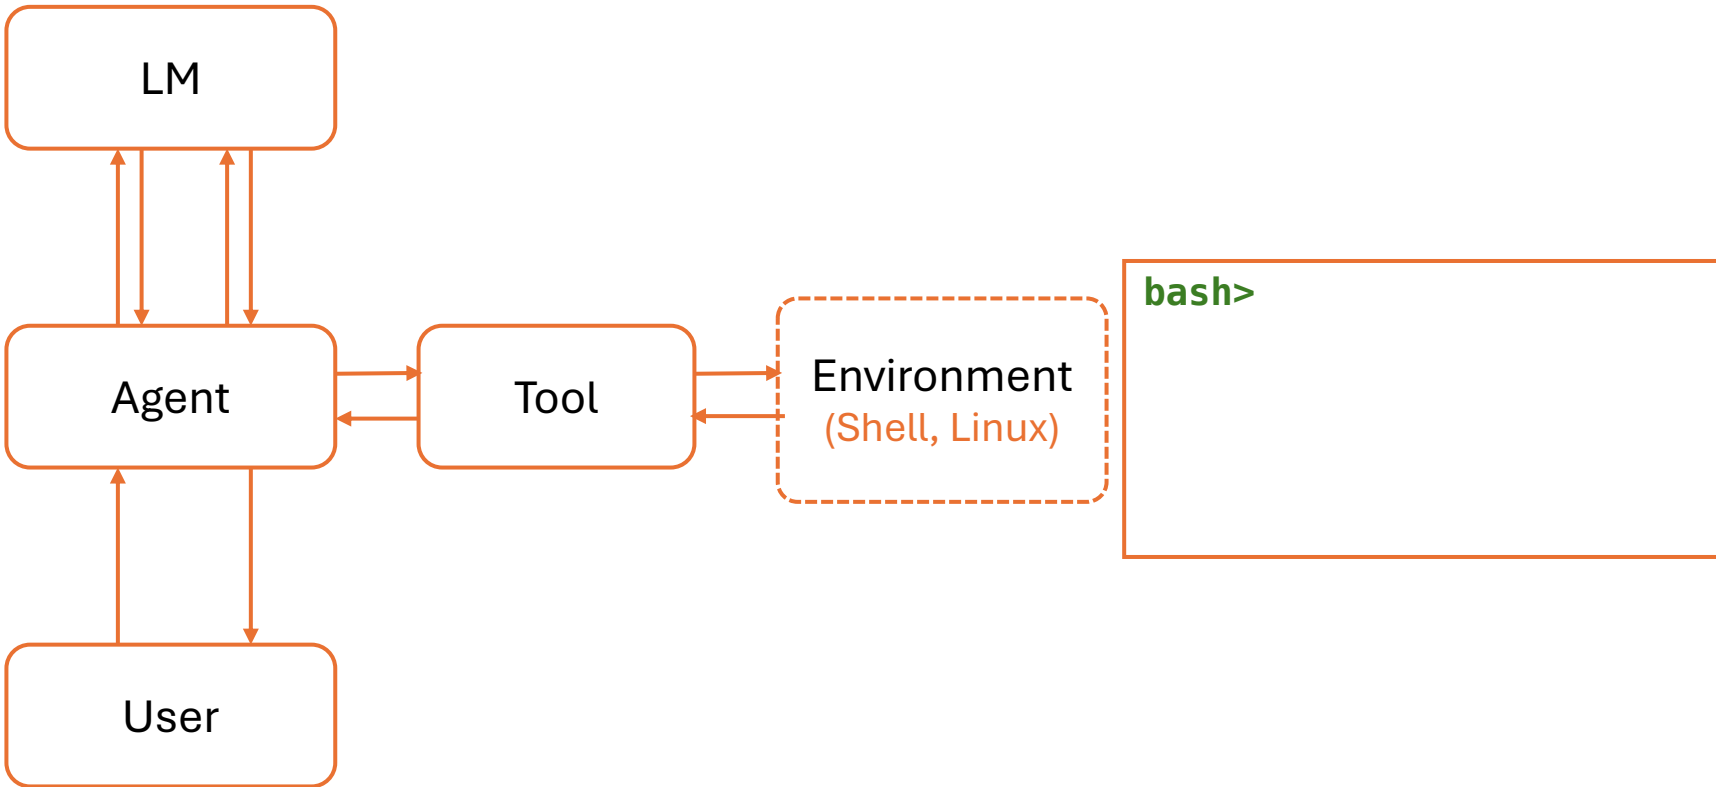 LM
Agent
Tool
Environment
(Shell, Linux)
bash>
User